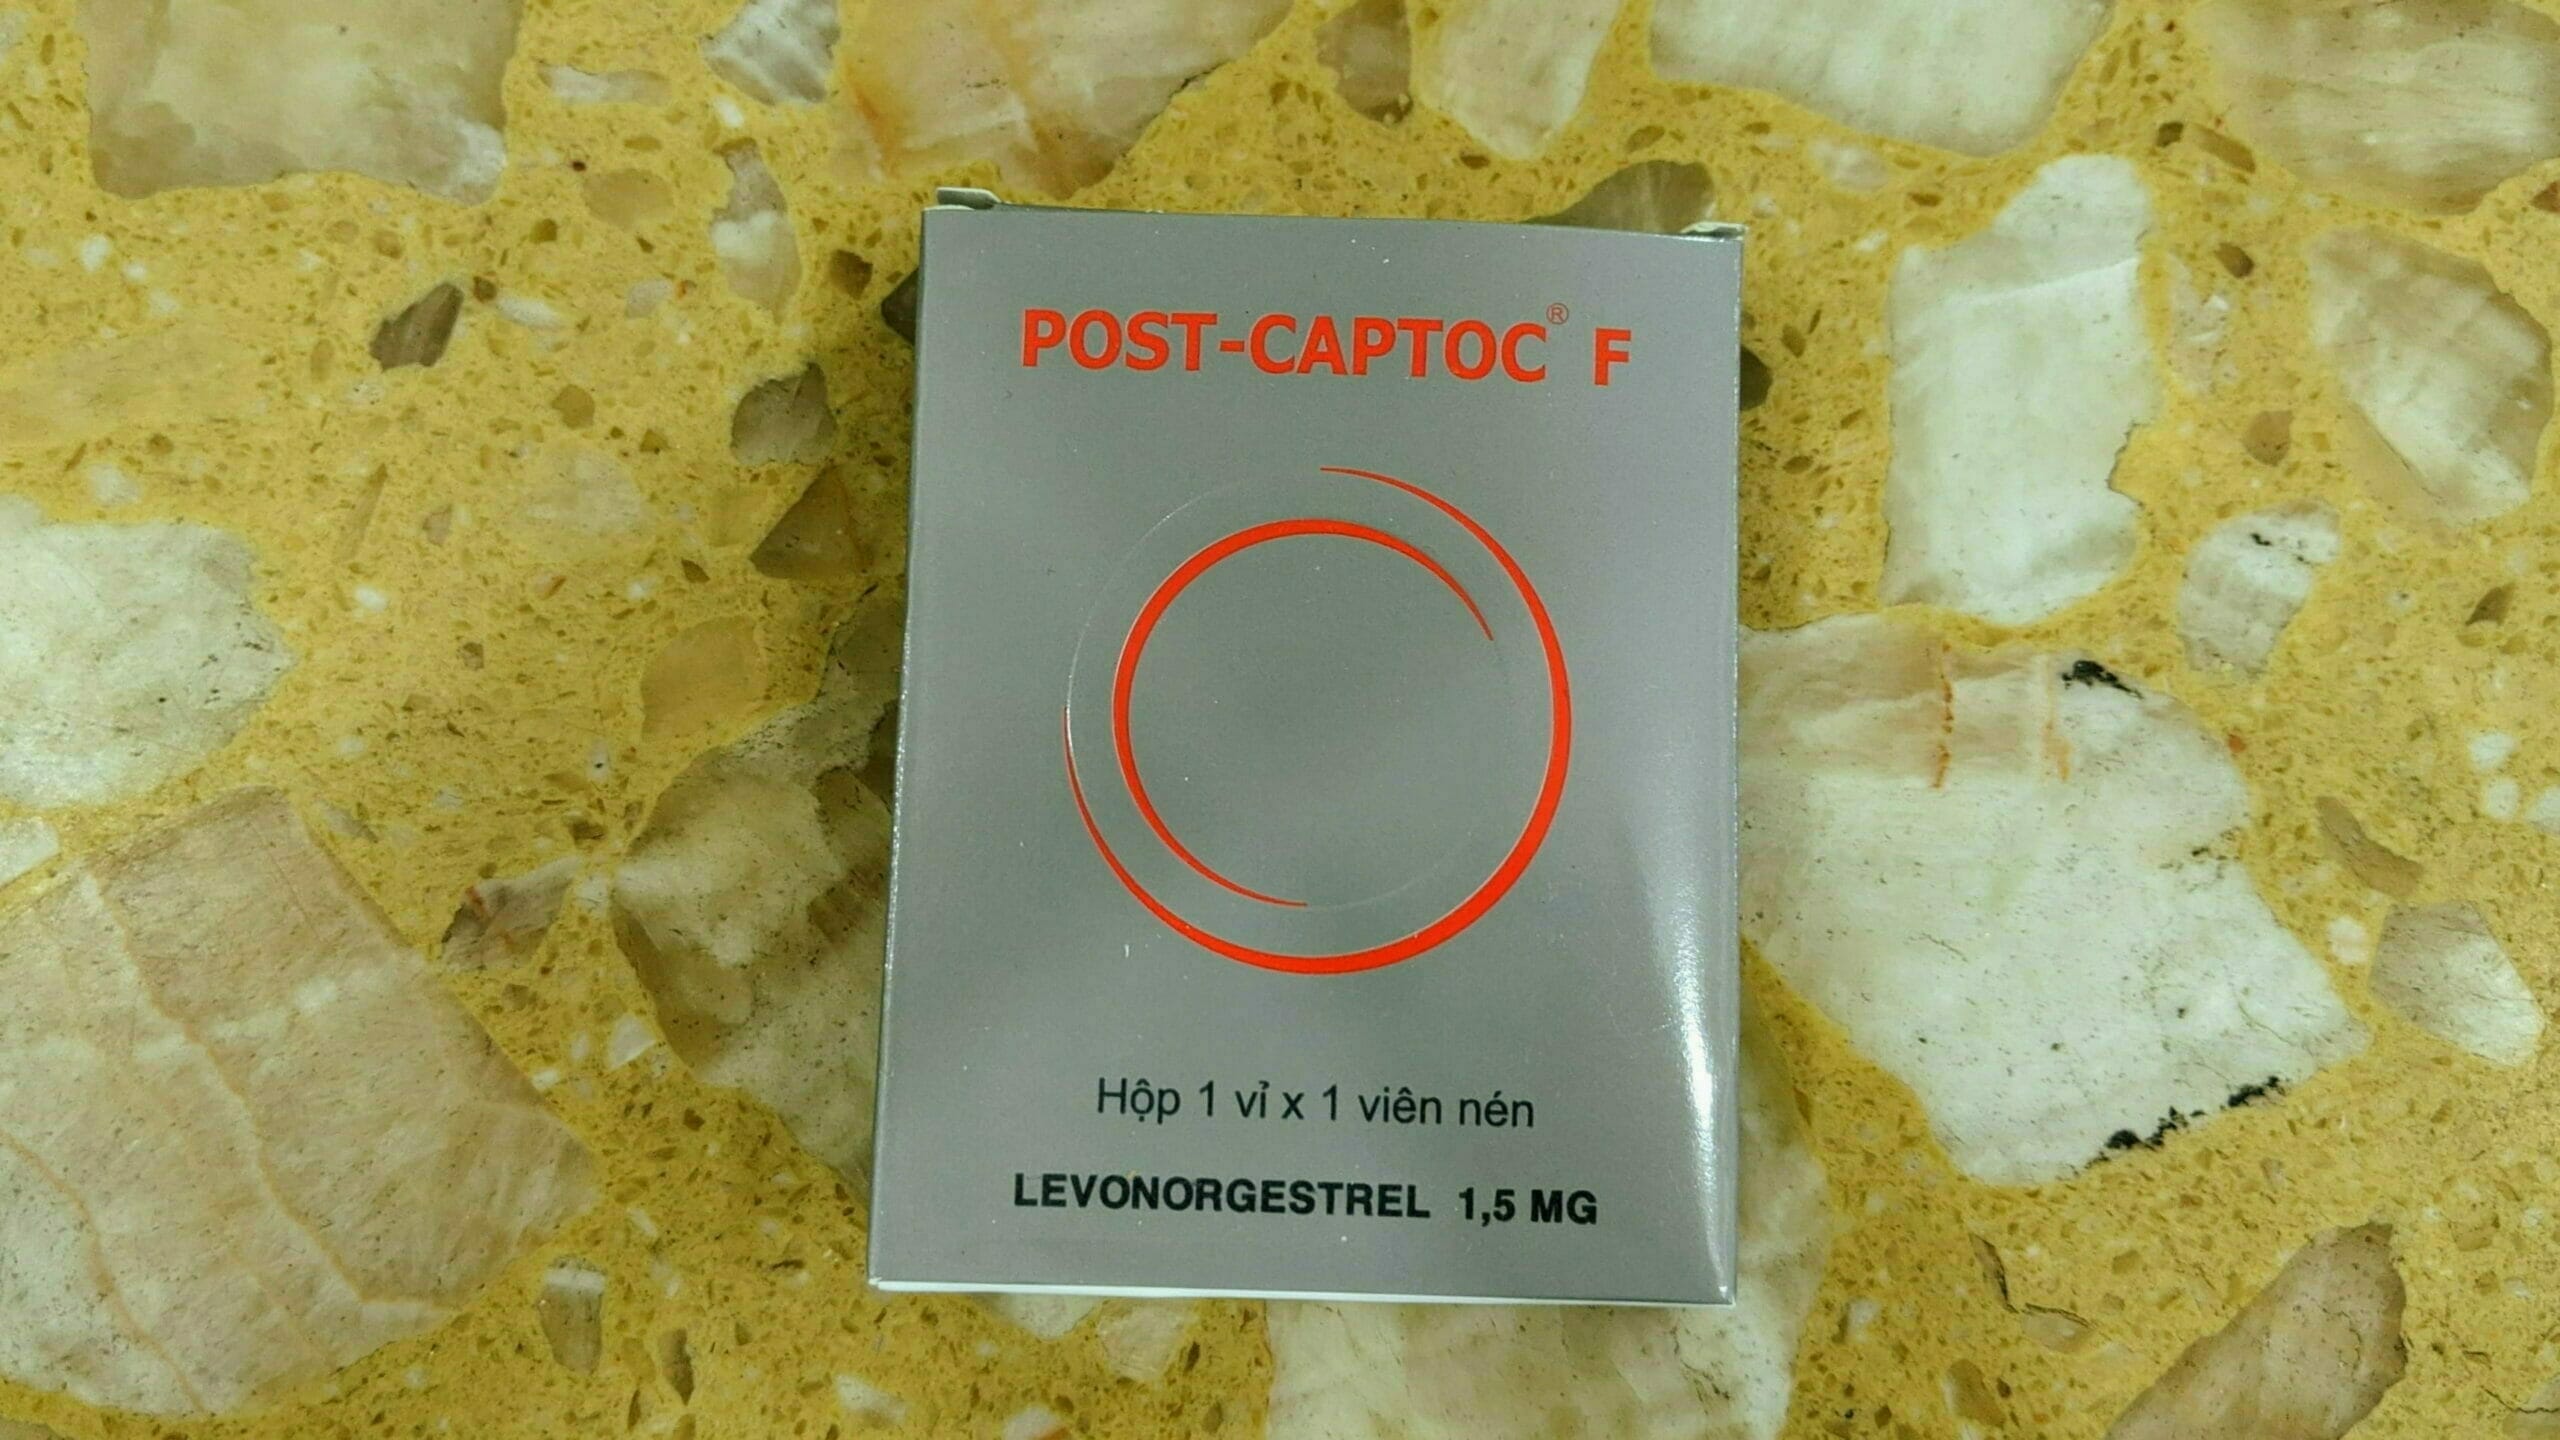 POST-CAPTOC® F
Hộp 1 vỉ x 1 viên nén
LEVONORGESTREL 1,5 MG